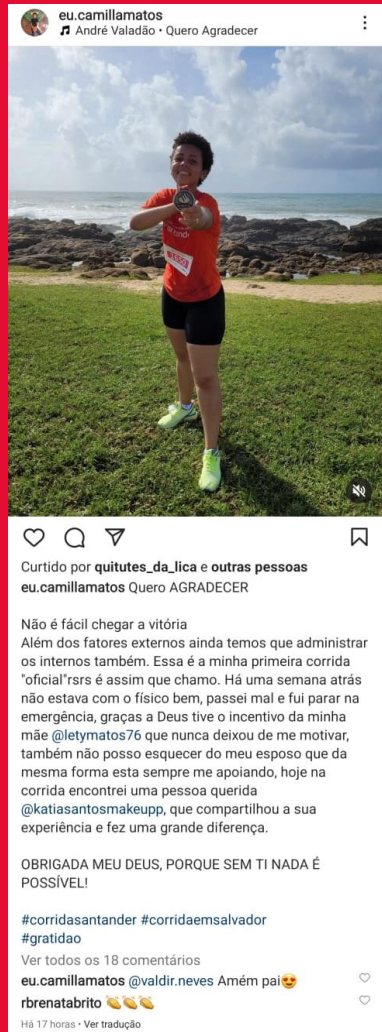 eu.camillamatos
André Valadão • Quero Agradecer
Curtido por quitutes_da_lica e outras pessoas
eu.camillamatos Quero AGRADECER
Não é fácil chegar a vitória
Além dos fatores externos ainda temos que administrar
os internos também. Essa é a minha primeira corrida
"oficial"rsrs é assim que chamo. Há uma semana atrás
não estava com o físico bem, passei mal e fui parar na
emergência, graças a Deus tive o incentivo da minha
mãe @letymatos76 que nunca deixou de me motivar,
também não posso esquecer do meu esposo que da
mesma forma esta sempre me apoiando, hoje na
corrida encontrei uma pessoa querida
@katiasantosmakeupp, que compartilhou a sua
experiência e fez uma grande diferença.
OBRIGADA MEU DEUS, PORQUE SEM TI NADA É
POSSÍVEL!
#corridasantander #corridaemsalvador
#gratidao
Ver todos os 18 comentários
eu.camillamatos @valdir.neves Amém pai😍
rbrenatabrito 👏👏👏
Há 17 horas • Ver tradução